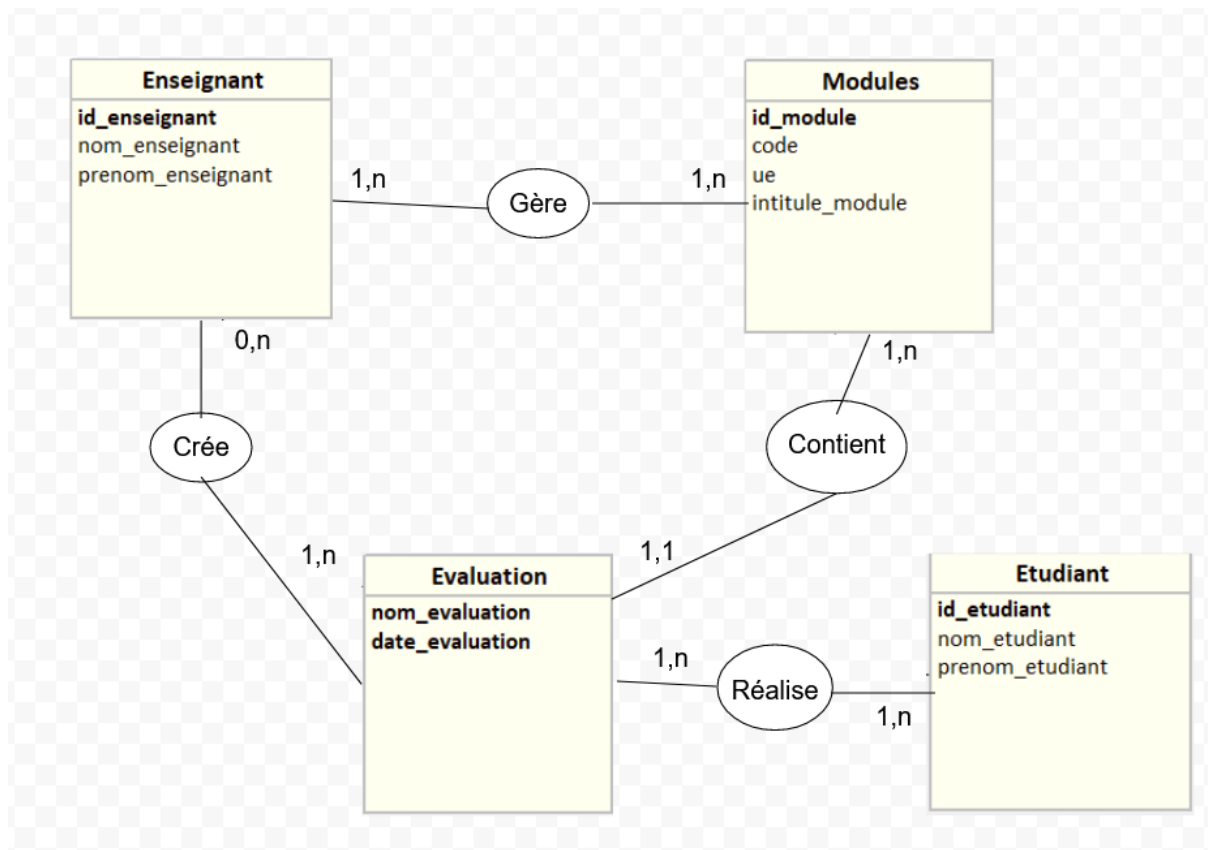 Enseignant
id_enseignant
nom_enseignant
prenom_enseignant
1,n
Gère
1,n
Modules
id_module
code
ue
intitule_module
0,n
1,n
Crée
Contient
1,n
1,1
Evaluation
nom_evaluation
date_evaluation
1,n
Réalise
1,n
Etudiant
id_etudiant
nom_etudiant
prenom_etudiant